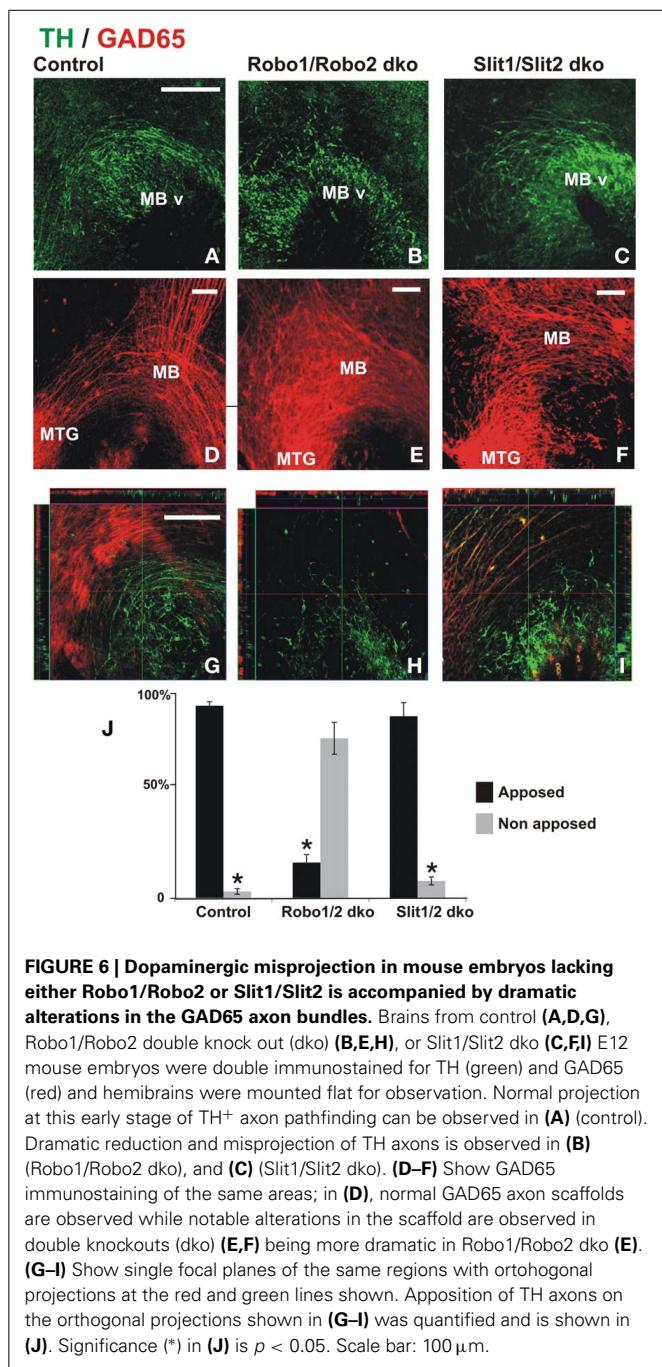 TH / GAD65
Control Robo1/Robo2 dko Slit1/Slit2 dko
MB v
A
MB v
B
MB v
C
MB
MTG
D
MB
MTG
E
MB
MTG
F
G
H
I
J
100%
50%
0
*
*
*
Apposed
Non apposed
Control Robo1/2 dko Slit1/2 dko
FIGURE 6 | Dopaminergic misprojection in mouse embryos lacking
either Robo1/Robo2 or Slit1/Slit2 is accompanied by dramatic
alterations in the GAD65 axon bundles. Brains from control (A,D,G),
Robo1/Robo2 double knock out (dko) (B,E,H), or Slit1/Slit2 dko (C,F,I) E12
mouse embryos were double immunostained for TH (green) and GAD65
(red) and hemibrains were mounted flat for observation. Normal projection
at this early stage of TH+ axon pathfinding can be observed in (A) (control).
Dramatic reduction and misprojection of TH axons is observed in (B)
(Robo1/Robo2 dko), and (C) (Slit1/Slit2 dko). (D–F) Show GAD65
immunostaining of the same areas; in (D), normal GAD65 axon scaffolds
are observed while notable alterations in the scaffold are observed in
double knockouts (dko) (E,F) being more dramatic in Robo1/Robo2 dko (E).
(G–I) Show single focal planes of the same regions with ortohogonal
projections at the red and green lines shown. Apposition of TH axons on
the orthogonal projections shown in (G–I) was quantified and is shown in
(J). Significance (*) in (J) is p < 0.05. Scale bar: 100 μm.